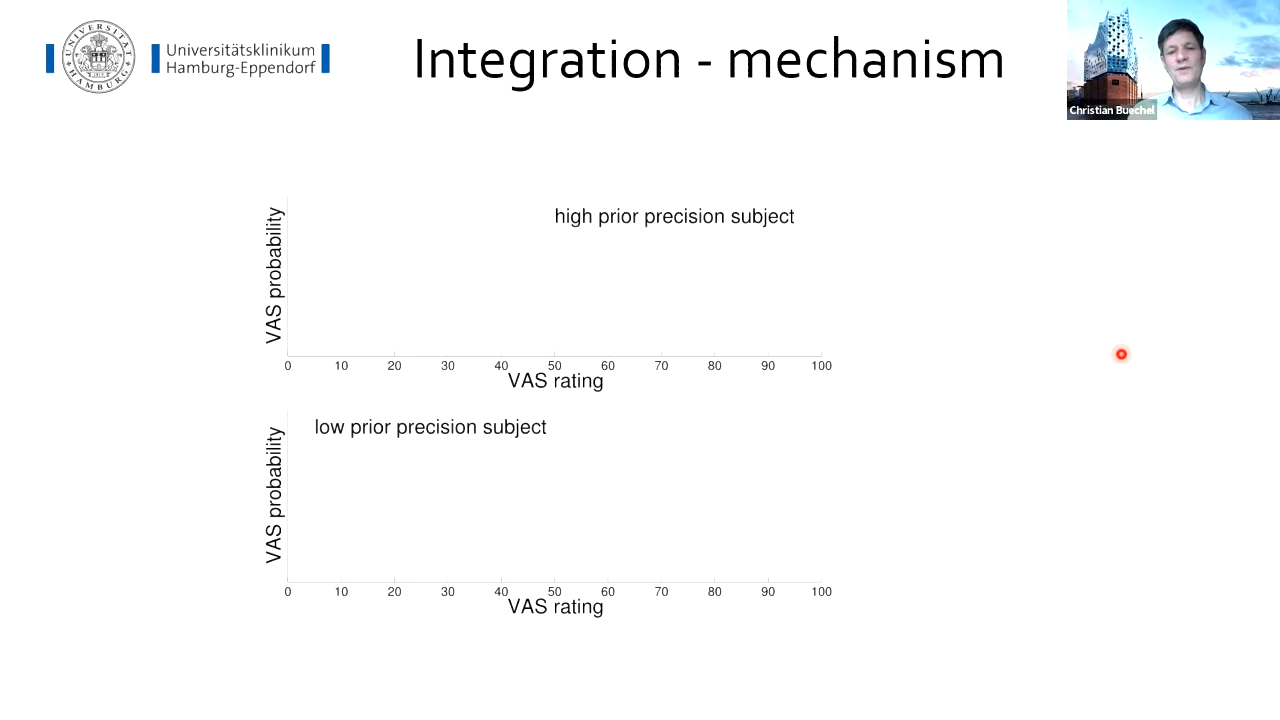 Universitätsklinikum
Hamburg-Eppendorf
Integration - mechanism
Christian Buechel
high prior precision subject
VAS probability
0 10 20 30 40 50 60 70 80 90 100
VAS rating
low prior precision subject
VAS probability
0 10 20 30 40 50 60 70 80 90 100
VAS rating